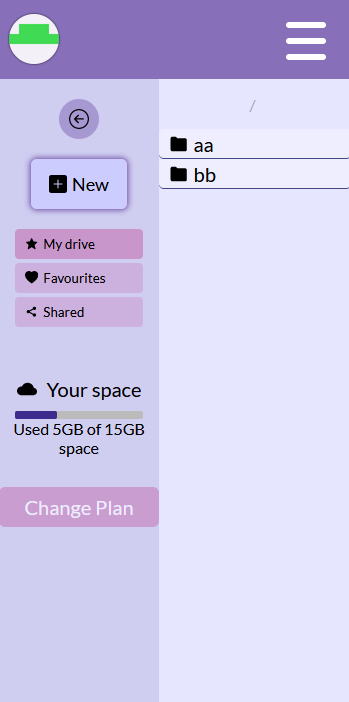 /
New
aa
bb
My drive
Favourites
Shared
Your space
Used 5GB of 15GB
space
Change Plan